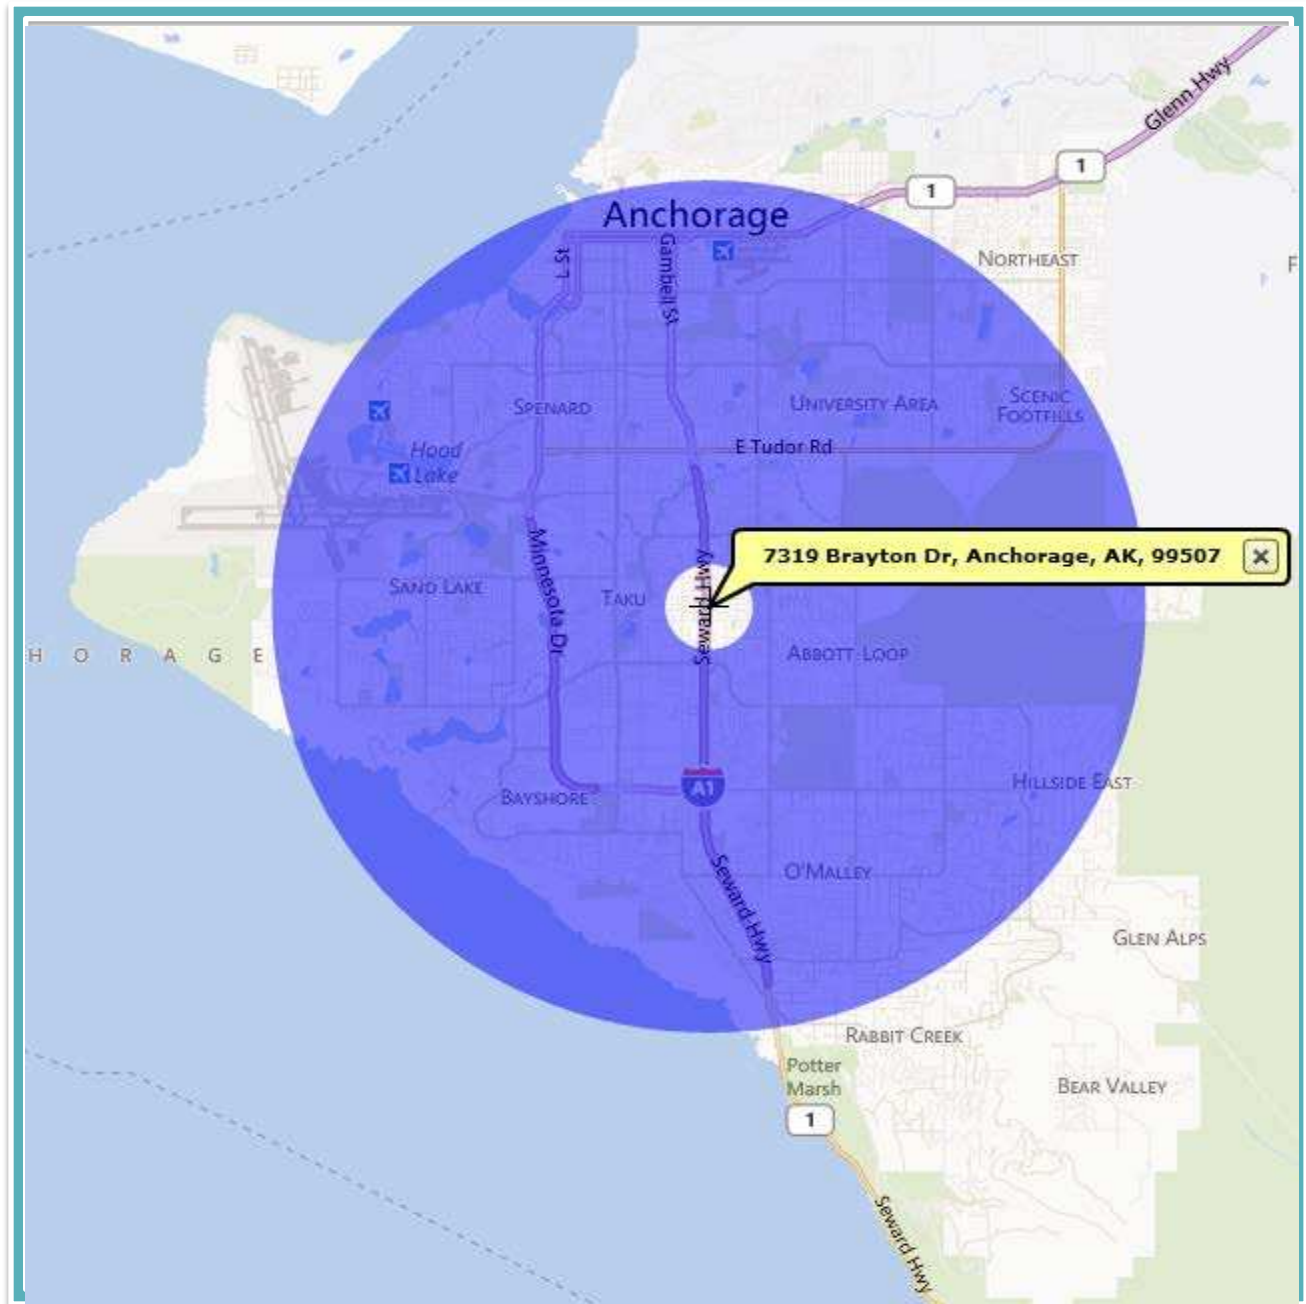 Glenn Hwy
1
1
Anchorage
L St
Gambell St
NORTHEAST
F
SPENARD
UNIVERSITY AREA
SCENIC
FOOTHILLS
E Tudor Rd
Hood
Lake
Minnesota Dr
Seward Hwy
7319 Brayton Dr, Anchorage, AK, 99507
SAND LAKE
TAKU
H O R A G E
ABBOTT LOOP
A1
BAYSHORE
HILLSIDE EAST
O'MALLEY
Seward Hwy
GLEN ALPS
RABBIT CREEK
Potter
Marsh
BEAR VALLEY
1
Seward Hwy